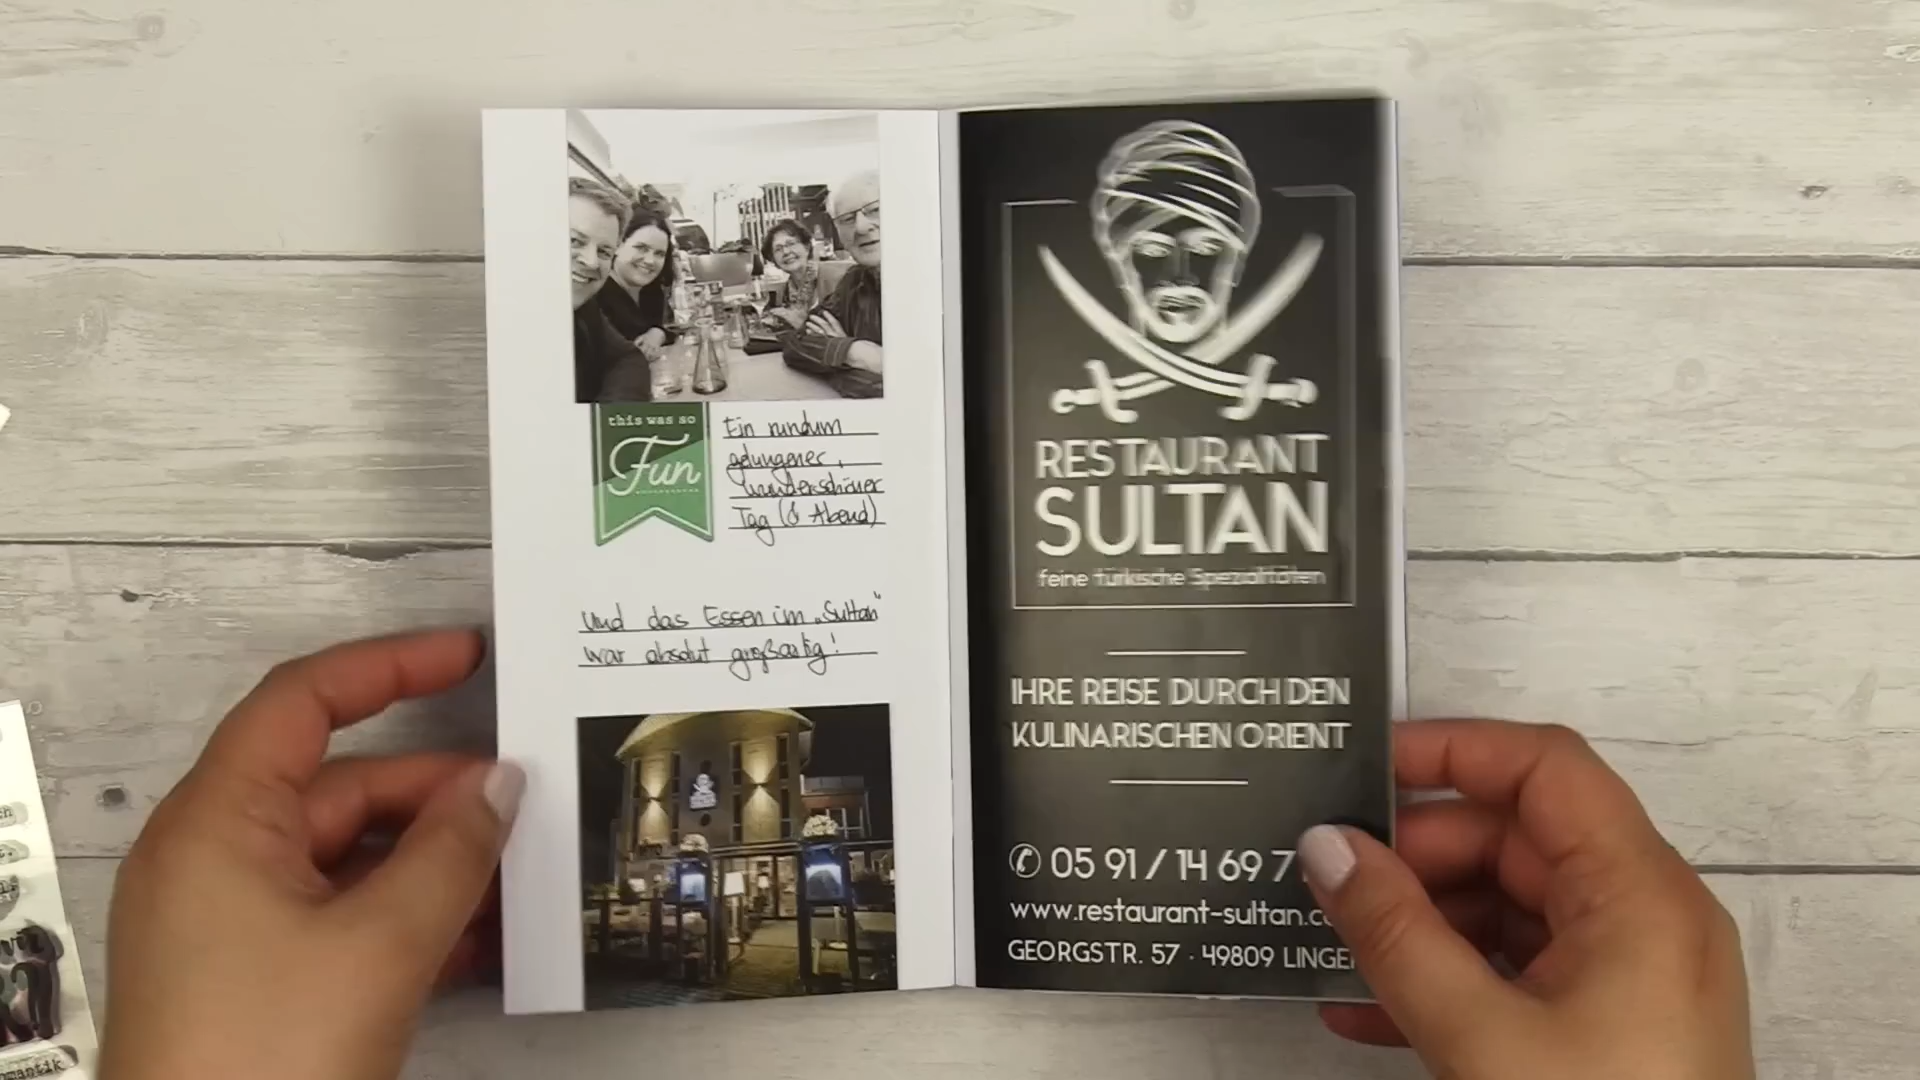 this was so
Fun
Ein rundum
gelungener,
wunderschöner
Tag (& Abend)
Und das Essen im „Sultan"
war absolut großartig!
SULTAN
RESTAURANT
SULTAN
feine türkische Spezialitäten
IHRE REISE DURCH DEN
KULINARISCHEN ORIENT
05 91 / 14 69 7
www.restaurant-sultan.c
GEORGSTR. 57 · 49809 LINGE
omantik